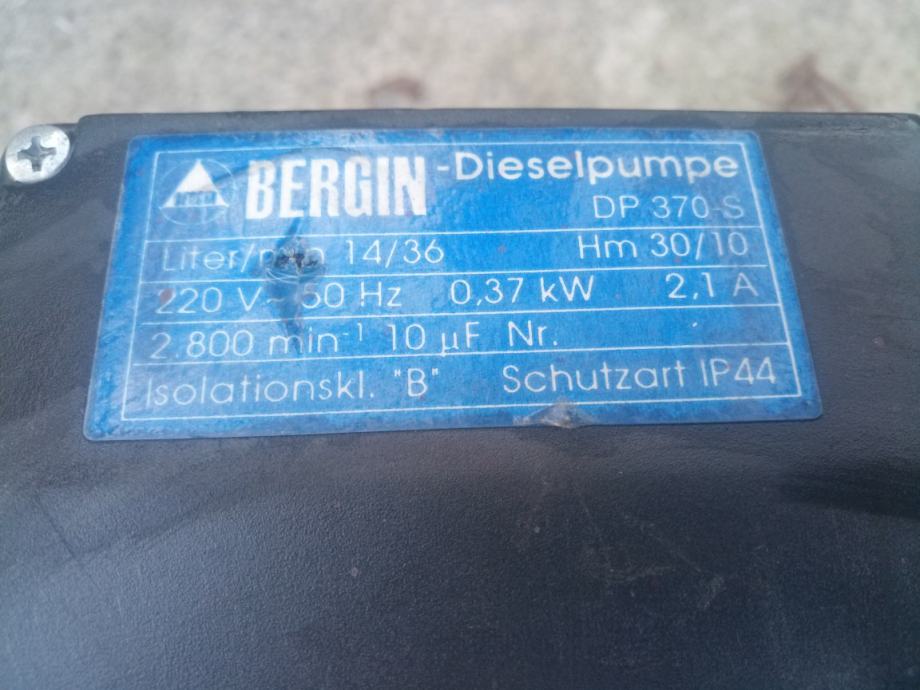 BERGIN -Dieselpumpe
DP 370-S
Liter/min 14/36 Hm 30/10
220 V~ 50 Hz 0,37 kW 2,1 A
2.800 min⁻¹ 10 µF Nr.
Isolationskl. "B" Schutzart IP44